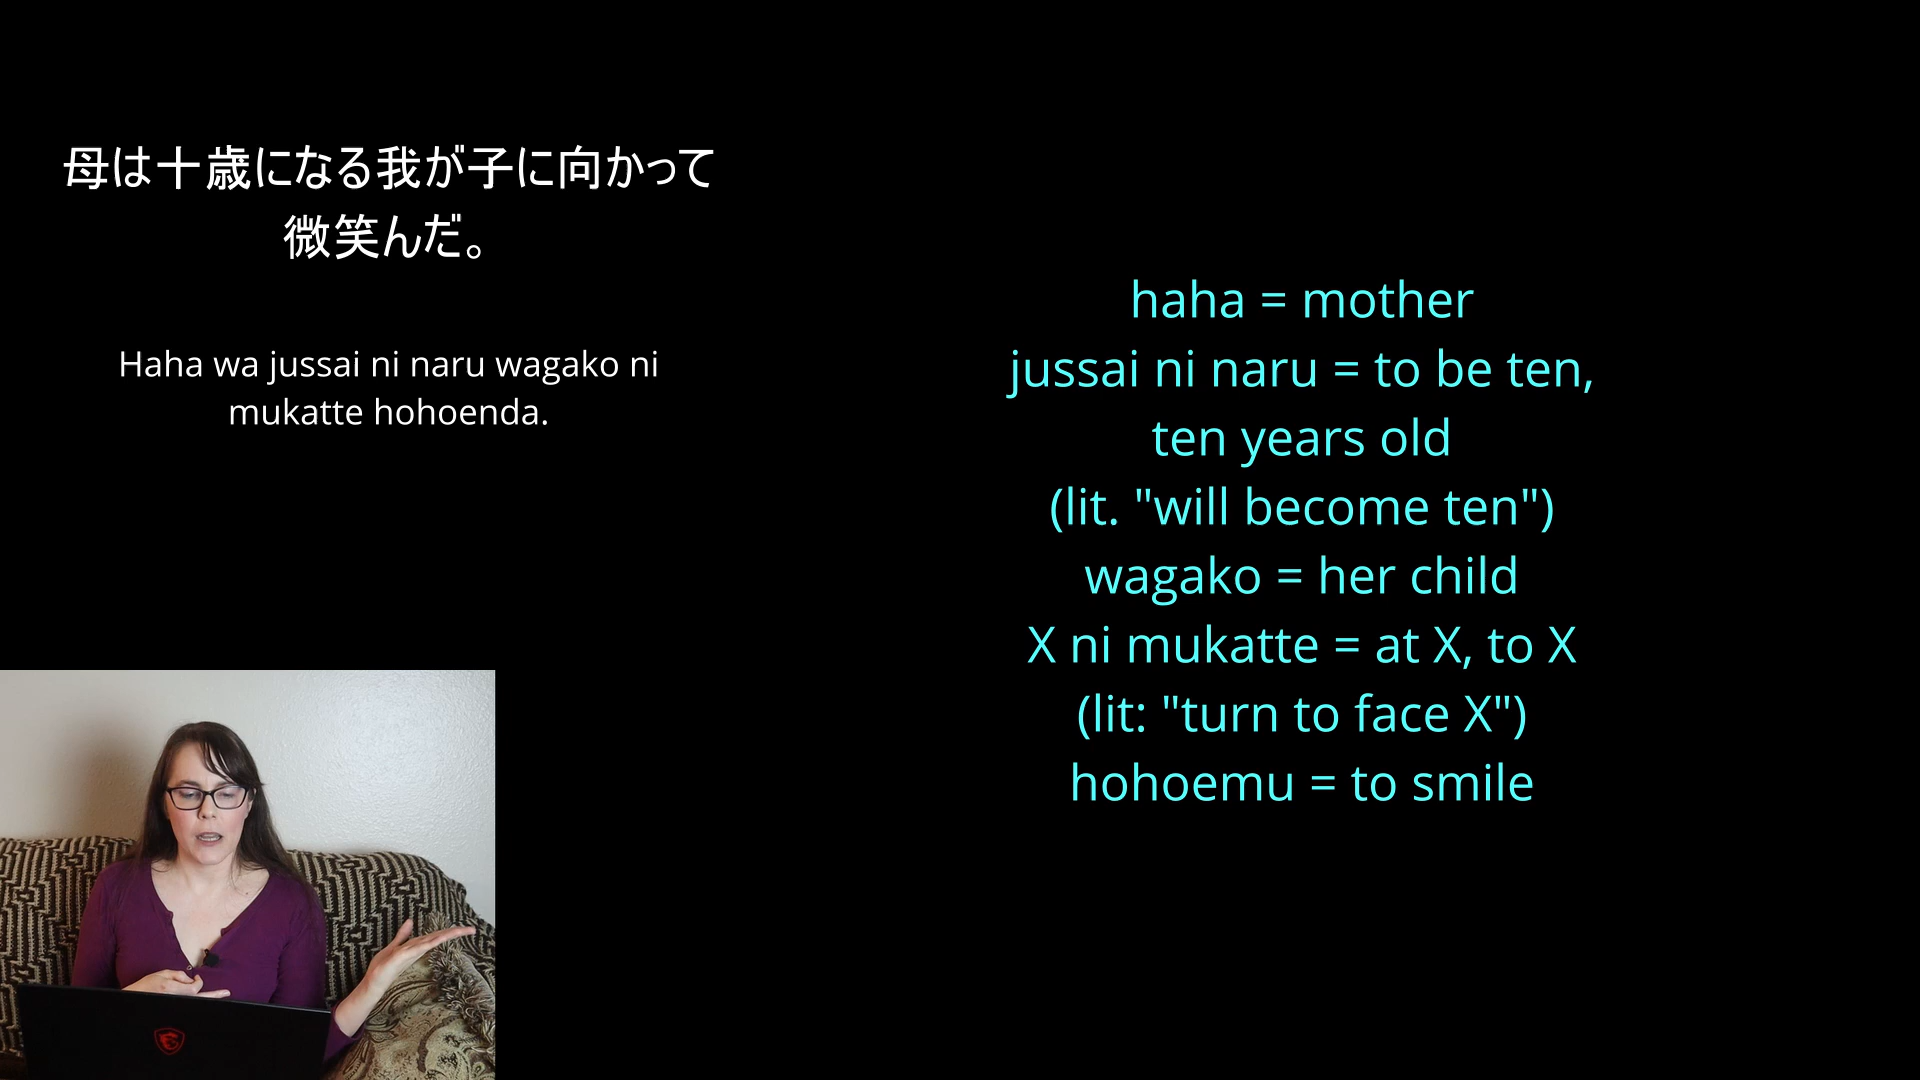 母は十歳になる我が子に向かって
微笑んだ。
Haha wa jussai ni naru wagako ni
mukatte hohoenda.
haha = mother
jussai ni naru = to be ten,
ten years old
(lit. "will become ten")
wagako = her child
X ni mukatte = at X, to X
(lit: "turn to face X")
hohoemu = to smile